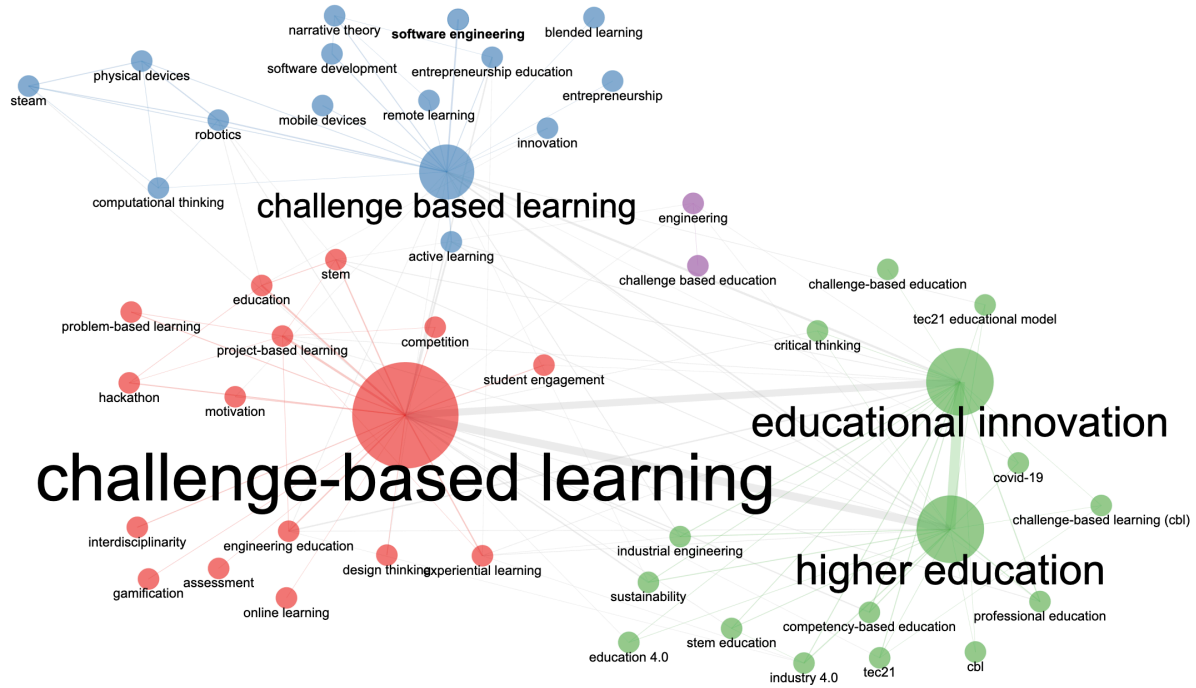 narrative theory
software engineering
blended learning
physical devices
software development
entrepreneurship education
steam
entrepreneurship
mobile devices
remote learning
robotics
innovation
computational thinking
challenge based learning
engineering
active learning
stem
challenge based education
challenge-based education
education
problem-based learning
tec21 educational model
project-based learning
competition
critical thinking
student engagement
hackathon
motivation
educational innovation
challenge-based learning
covid-19
challenge-based learning (cbl)
interdisciplinarity
engineering education
industrial engineering
design thinking
experiential learning
higher education
assessment
gamification
sustainability
online learning
professional education
competency-based education
stem education
education 4.0
cbl
tec21
industry 4.0